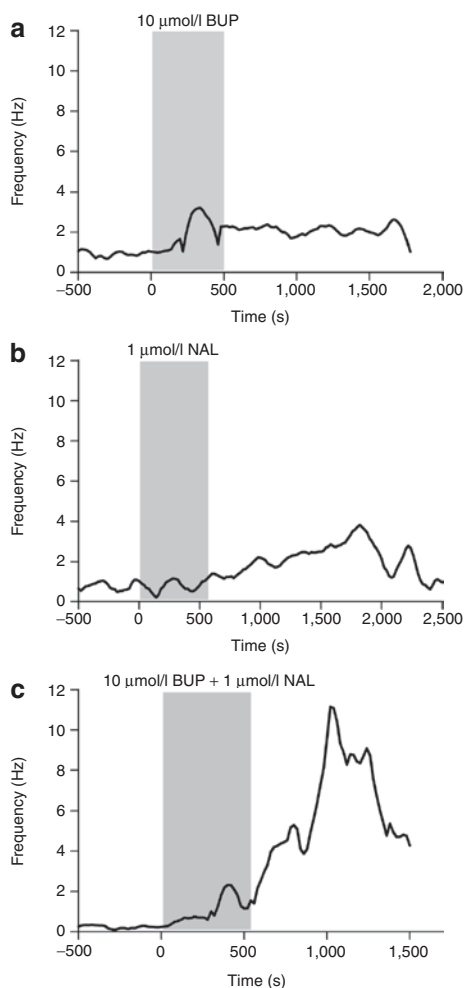 a
10 μmol/l BUP
12
10
8
6
4
2
0
Frequency (Hz)
–500 0 500 1,000 1,500 2,000
Time (s)
b
1 μmol/l NAL
12
10
8
6
4
2
0
Frequency (Hz)
–500 0 500 1,000 1,500 2,000 2,500
Time (s)
c
10 μmol/l BUP + 1 μmol/l NAL
12
10
8
6
4
2
0
Frequency (Hz)
–500 0 500 1,000 1,500
Time (s)